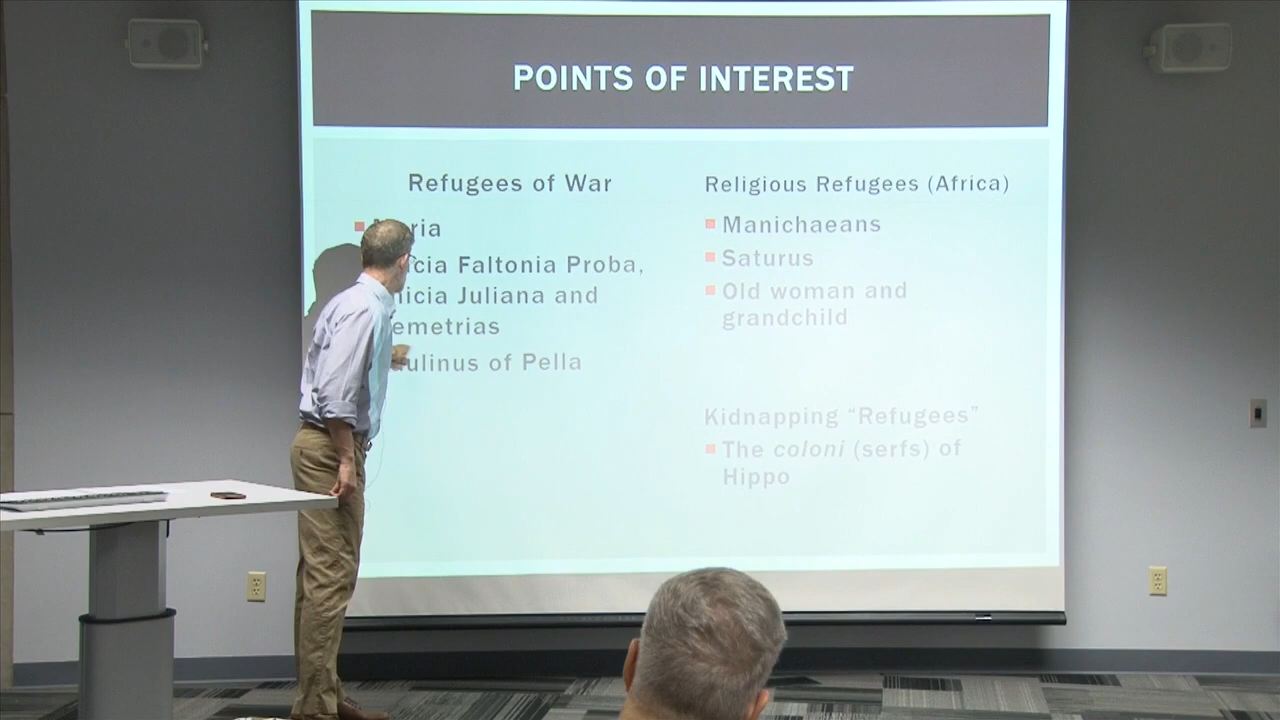 POINTS OF INTEREST
Refugees of War
Faltonia Proba,
Juliana and
of Pella
Religious Refugees (Africa)
Manichaeans
Saturus
Old woman and
grandchild
Kidnapping “Refugees”
The coloni (serfs) of
Hippo